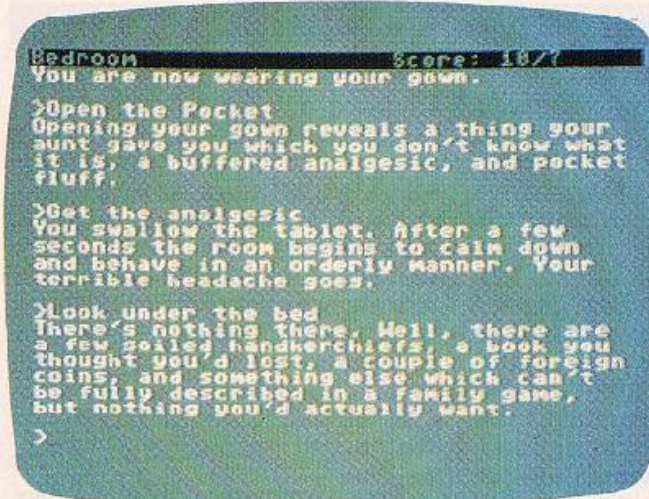 Bedroom Score: 10/7
You are now wearing your gown.
>Open the Pocket
Opening your gown reveals a thing your
aunt gave you which you don't know what
it is, a buffered analgesic, and pocket
fluff.
>Get the analgesic
You swallow the tablet. After a few
seconds the room begins to calm down
and behave in an orderly manner. Your
terrible headache goes.
>Look under the bed
There's nothing there. Well, there are
a few soiled handkerchiefs, a book you
thought you'd lost, a couple of foreign
coins, and something else which can't
be fully described in a family game,
but nothing you'd actually want.
>